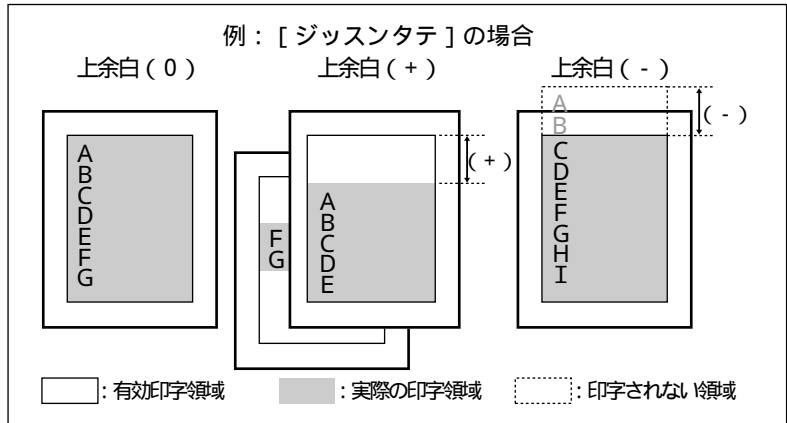 例：[ジッスンタテ]の場合
上余白(0)
上余白(+)
上余白(-)
A
B
C
D
E
F
G
F
G
A
B
C
D
E
(+)
A
B
C
D
E
F
G
H
I
(-)
：有効印字領域
：実際の印字領域
：印字されない領域